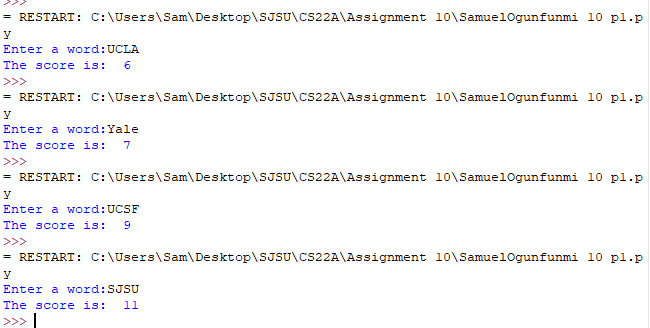 >>>
= RESTART: C:\Users\Sam\Desktop\SJSU\CS22A\Assignment 10\SamuelOgunfunmi 10 p1.p
y
Enter a word:UCLA
The score is:  6
>>>
= RESTART: C:\Users\Sam\Desktop\SJSU\CS22A\Assignment 10\SamuelOgunfunmi 10 p1.p
y
Enter a word:Yale
The score is:  7
>>>
= RESTART: C:\Users\Sam\Desktop\SJSU\CS22A\Assignment 10\SamuelOgunfunmi 10 p1.p
y
Enter a word:UCSF
The score is:  9
>>>
= RESTART: C:\Users\Sam\Desktop\SJSU\CS22A\Assignment 10\SamuelOgunfunmi 10 p1.p
y
Enter a word:SJSU
The score is:  11
>>>